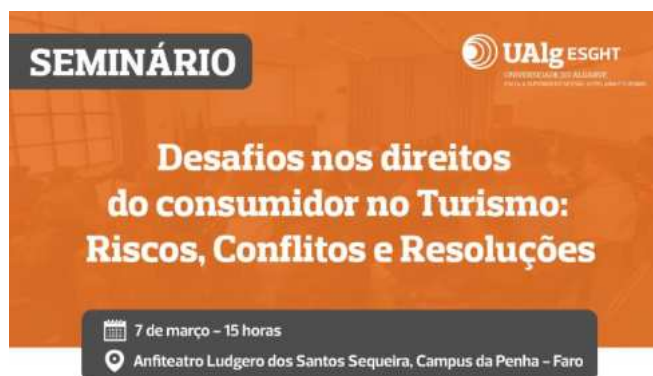 SEMINÁRIO
UAlg ESGHT
UNIVERSIDADE DO ALGARVE
Desafios nos direitos
do consumidor no Turismo:
Riscos, Conflitos e Resoluções
7 de março – 15 horas
Anfiteatro Ludgero dos Santos Sequeira, Campus da Penha – Faro